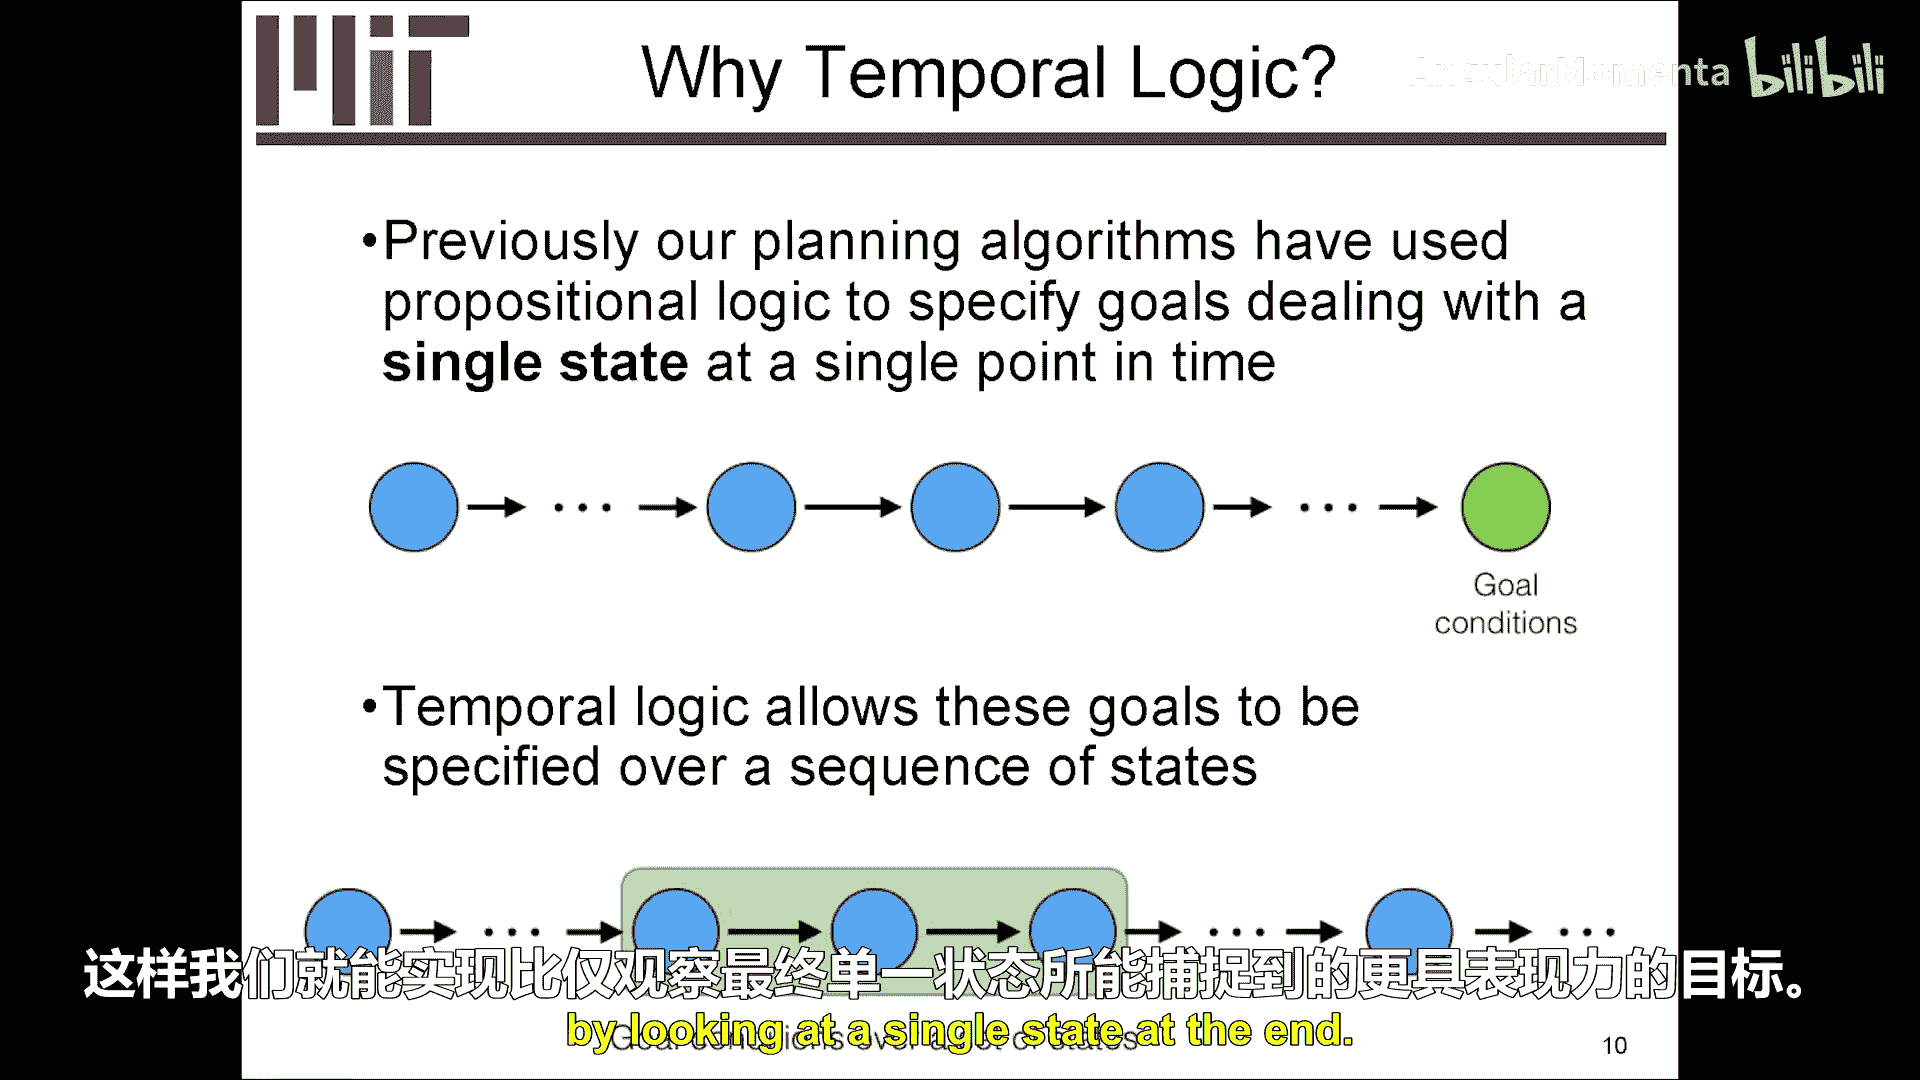 MIT
Why Temporal Logic?
bilibili
•Previously our planning algorithms have used
propositional logic to specify goals dealing with a
single state at a single point in time
Goal
conditions
•Temporal logic allows these goals to be
specified over a sequence of states
这样我们就能实现比仅观察最终单一状态所能捕捉到的更具表现力的目标。
by looking at a single state at the end.
10